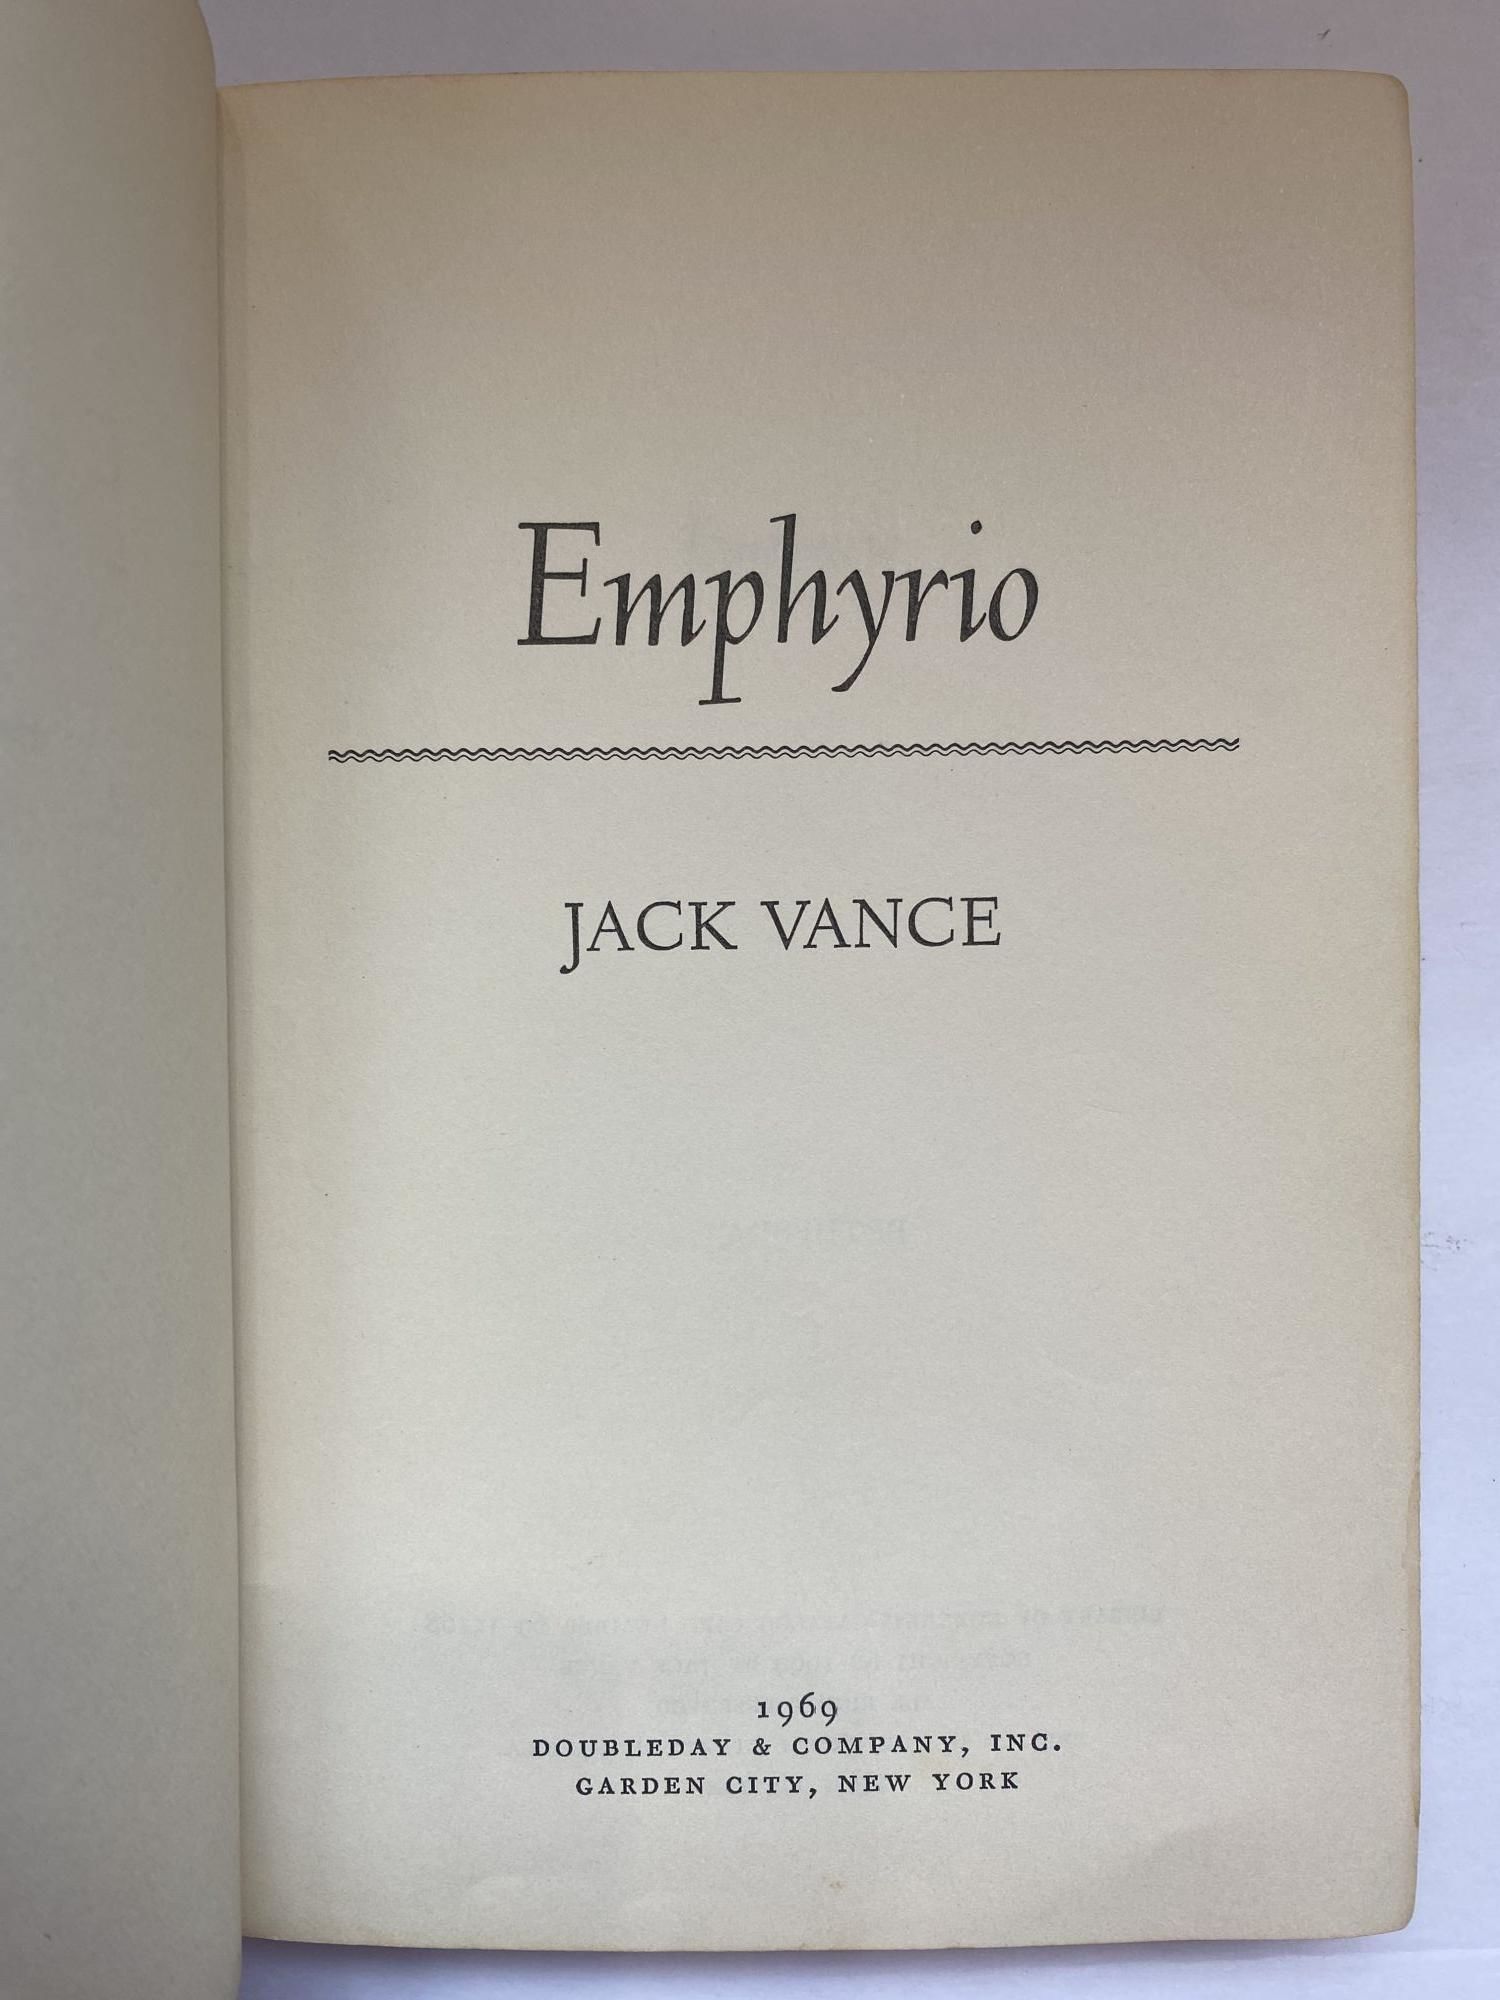 Emphyrio
JACK VANCE
1969
DOUBLEDAY & COMPANY, INC.
GARDEN CITY, NEW YORK